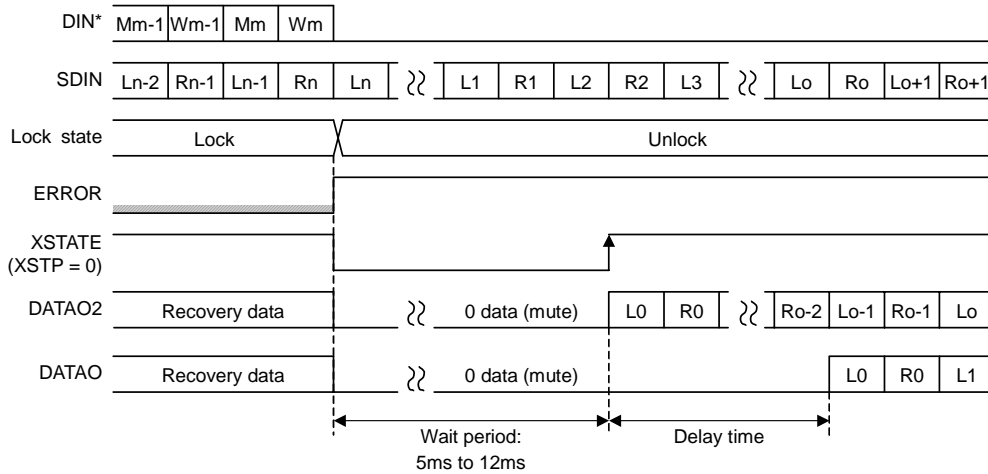 DIN* Mm-1 Wm-1 Mm Wm
SDIN Ln-2 Rn-1 Ln-1 Rn Ln L1 R1 L2 R2 L3 Lo Ro Lo+1 Ro+1
Lock state Lock Unlock
ERROR
XSTATE
(XSTP = 0)
DATAO2 Recovery data 0 data (mute) L0 R0 Ro-2 Lo-1 Ro-1 Lo
DATAO Recovery data 0 data (mute) L0 R0 L1
Wait period: Delay time
5ms to 12ms